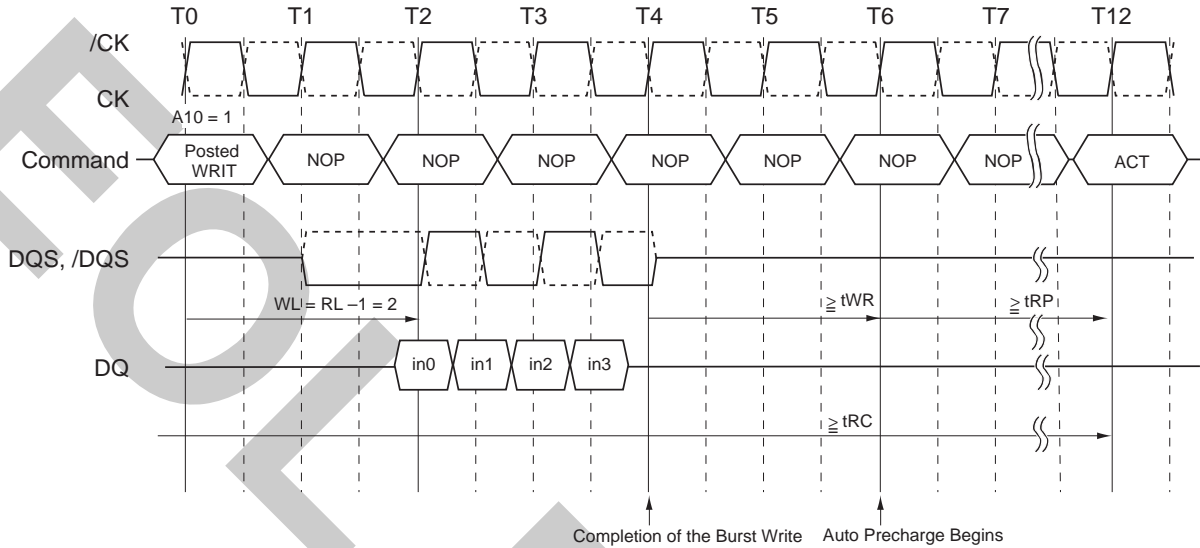 T0 T1 T2 T3 T4 T5 T6 T7 T12
/CK
CK
A10 = 1
Command Posted WRIT NOP NOP NOP NOP NOP NOP NOP ACT
DQS, /DQS
WL = RL –1 = 2 ≧ tWR ≧ tRP
DQ in0 in1 in2 in3
≧ tRC
Completion of the Burst Write Auto Precharge Begins
EOL